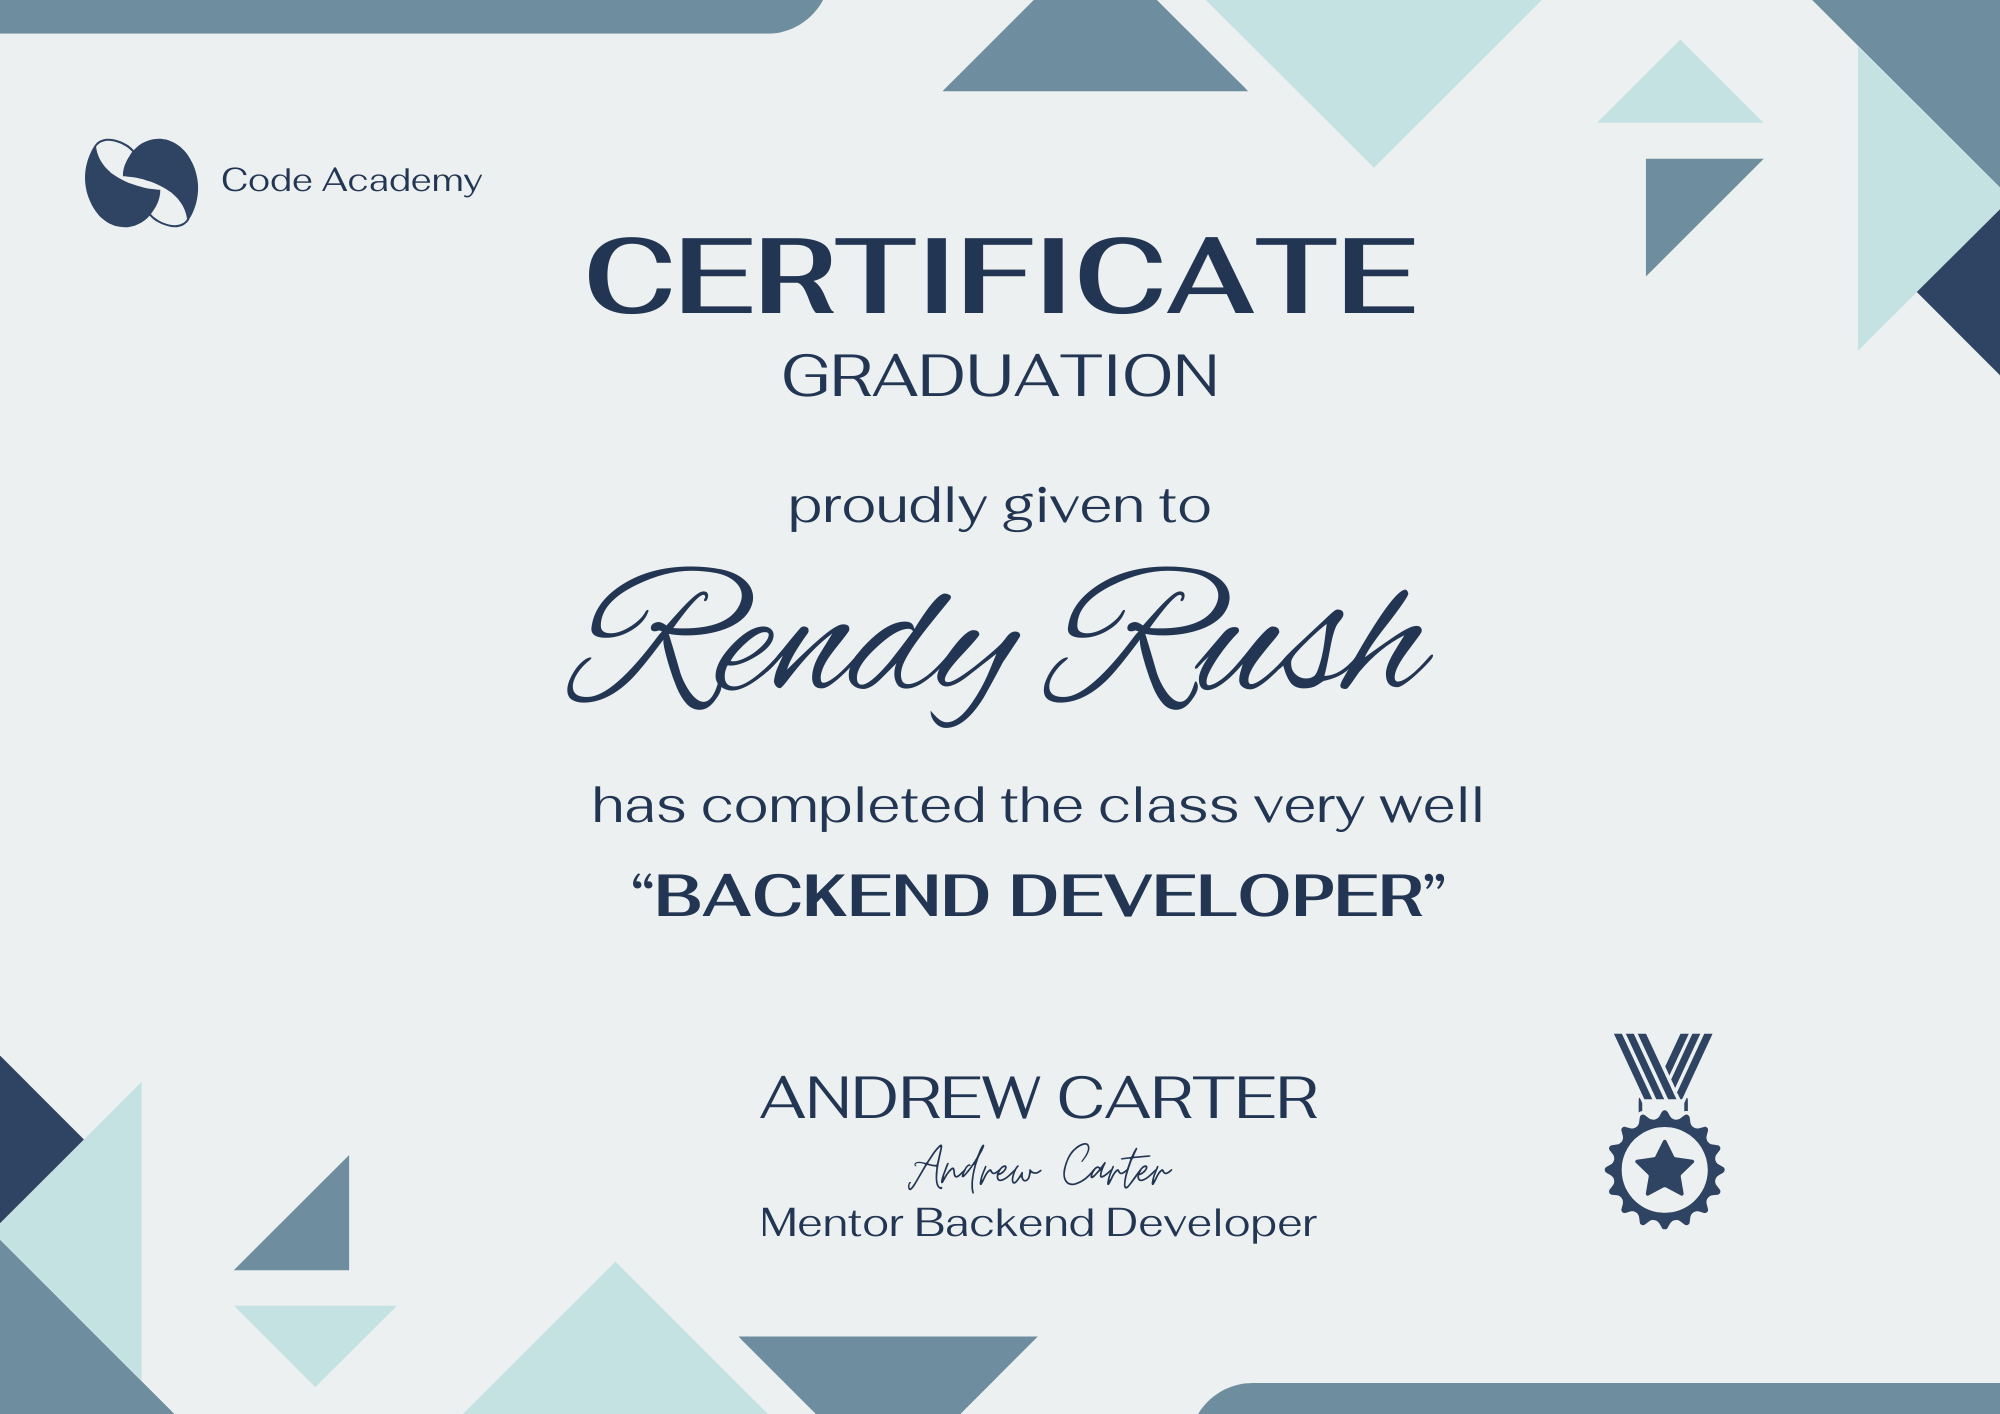 Code Academy
CERTIFICATE
GRADUATION
proudly given to
Rendy Rush
has completed the class very well
“BACKEND DEVELOPER”
ANDREW CARTER
Andrew Carter
Mentor Backend Developer